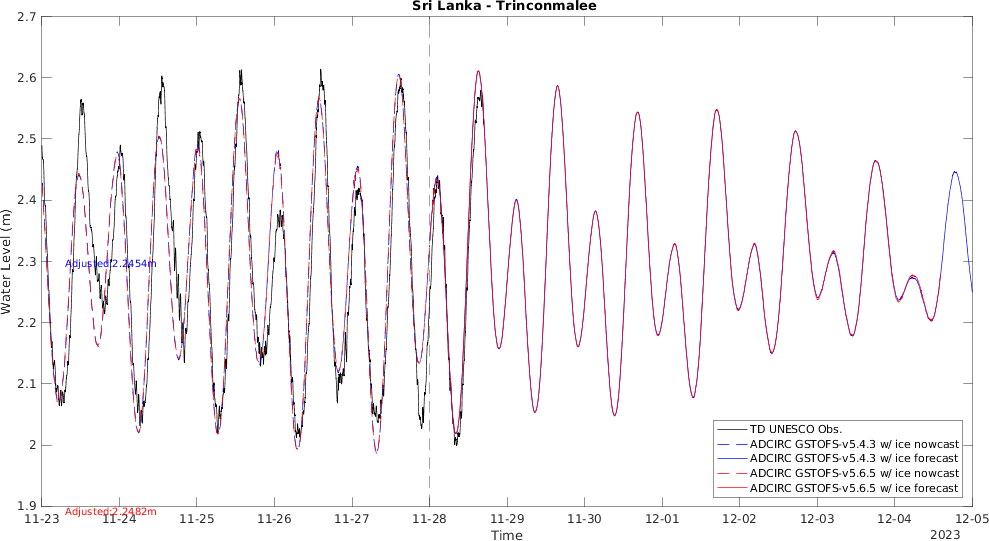 Sri Lanka - Trinconmalee
2.7
2.6
2.5
2.4
2.3
2.2
2.1
2
1.9
Water Level (m)
Adjusted:2.2454m
Adjusted:2.2482m
TD UNESCO Obs.
ADCIRC GSTOFS-v5.4.3 w/ ice nowcast
ADCIRC GSTOFS-v5.4.3 w/ ice forecast
ADCIRC GSTOFS-v5.6.5 w/ ice nowcast
ADCIRC GSTOFS-v5.6.5 w/ ice forecast
11-23 11-24 11-25 11-26 11-27 11-28 11-29 11-30 12-01 12-02 12-03 12-04 12-05
Time
2023